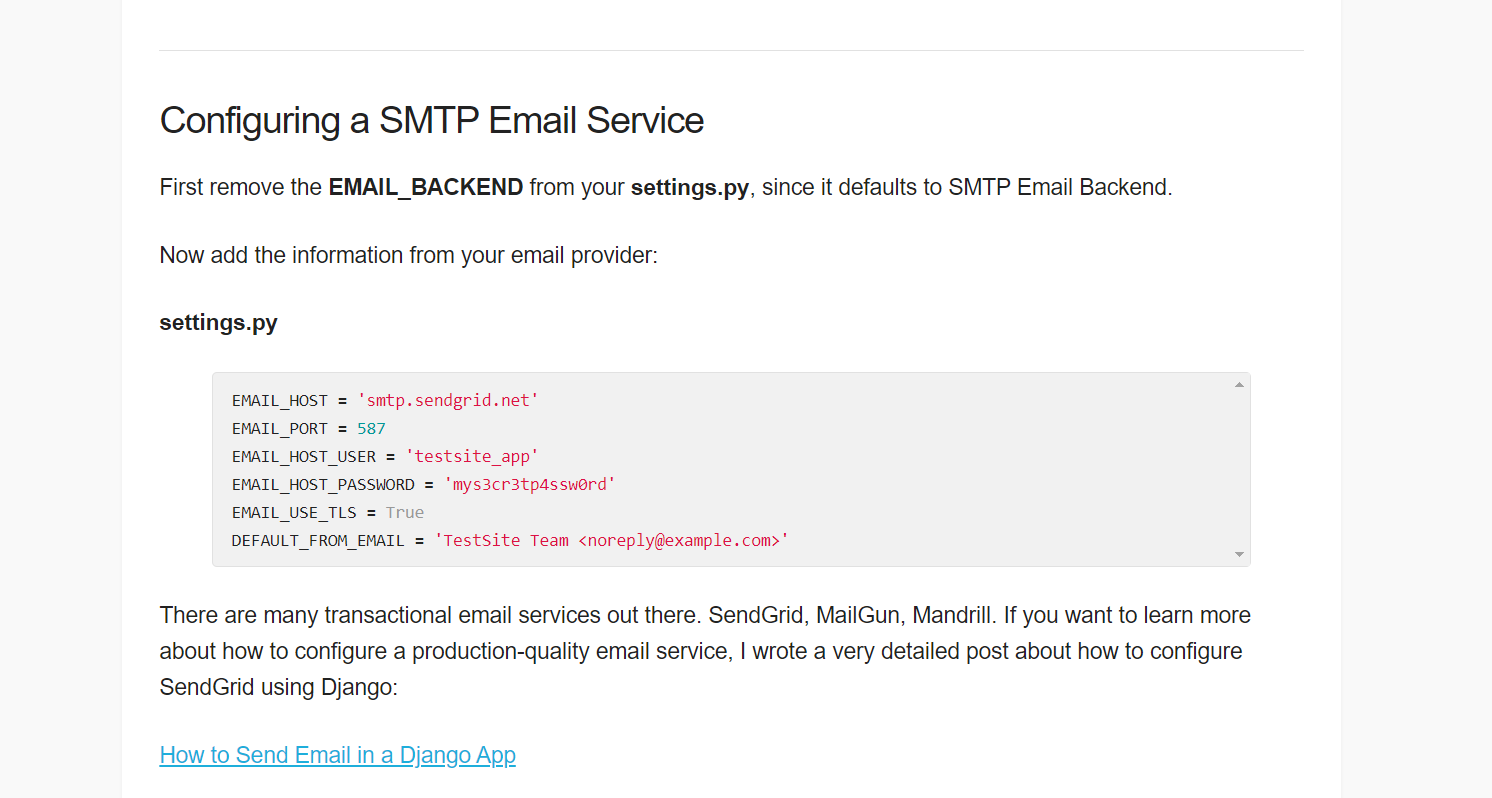 Configuring a SMTP Email Service
First remove the EMAIL_BACKEND from your settings.py, since it defaults to SMTP Email Backend.
Now add the information from your email provider:
settings.py
EMAIL_HOST = 'smtp.sendgrid.net'
EMAIL_PORT = 587
EMAIL_HOST_USER = 'testsite_app'
EMAIL_HOST_PASSWORD = 'mys3cr3tp4ssw0rd'
EMAIL_USE_TLS = True
DEFAULT_FROM_EMAIL = 'TestSite Team <noreply@example.com>'
There are many transactional email services out there. SendGrid, MailGun, Mandrill. If you want to learn more
about how to configure a production-quality email service, I wrote a very detailed post about how to configure
SendGrid using Django:
How to Send Email in a Django App